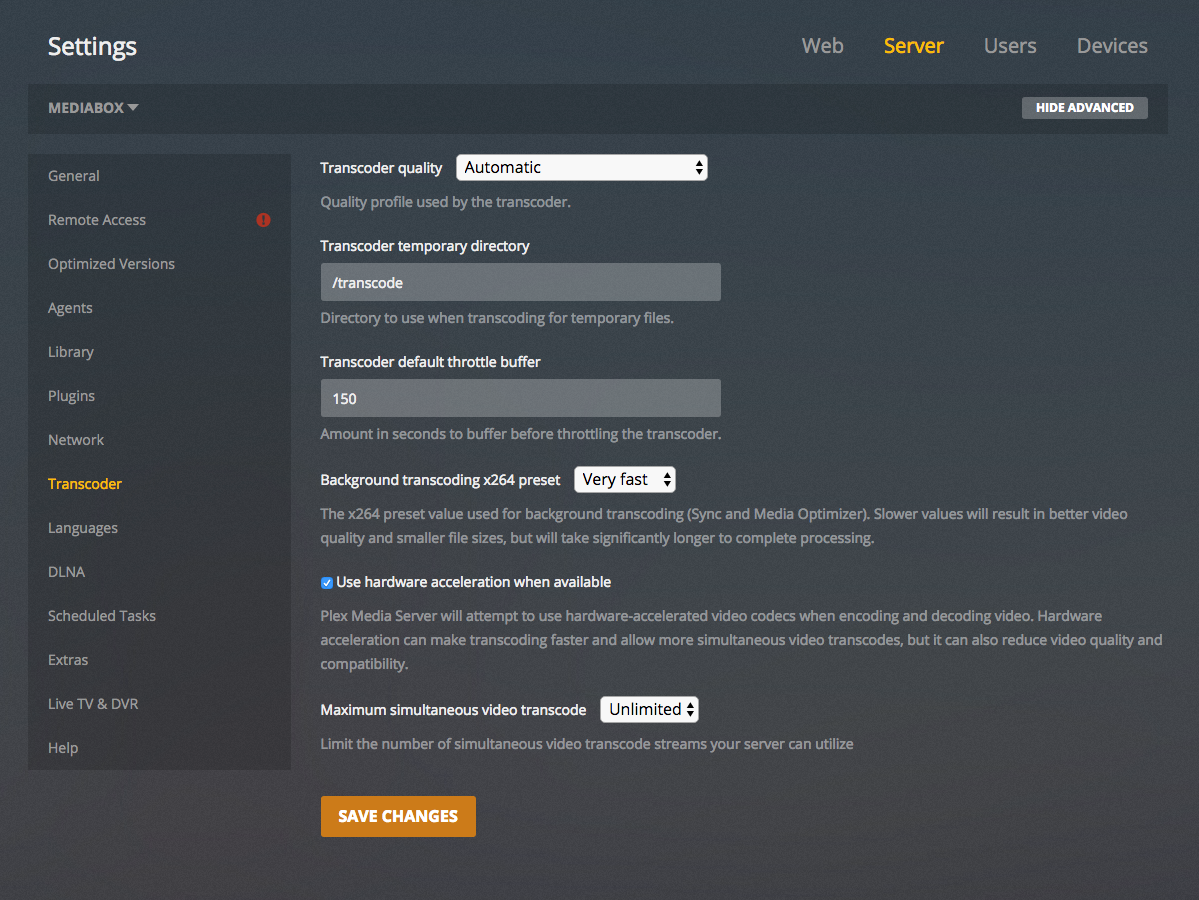 Settings
Web Server Users Devices
MEDIABOX
HIDE ADVANCED
General
Remote Access
Optimized Versions
Agents
Library
Plugins
Network
Transcoder
Languages
DLNA
Scheduled Tasks
Extras
Live TV & DVR
Help
Transcoder quality Automatic
Quality profile used by the transcoder.
Transcoder temporary directory
/transcode
Directory to use when transcoding for temporary files.
Transcoder default throttle buffer
150
Amount in seconds to buffer before throttling the transcoder.
Background transcoding x264 preset Very fast
The x264 preset value used for background transcoding (Sync and Media Optimizer). Slower values will result in better video
quality and smaller file sizes, but will take significantly longer to complete processing.
Use hardware acceleration when available
Plex Media Server will attempt to use hardware-accelerated video codecs when encoding and decoding video. Hardware
acceleration can make transcoding faster and allow more simultaneous video transcodes, but it can also reduce video quality and
compatibility.
Maximum simultaneous video transcode Unlimited
Limit the number of simultaneous video transcode streams your server can utilize
SAVE CHANGES